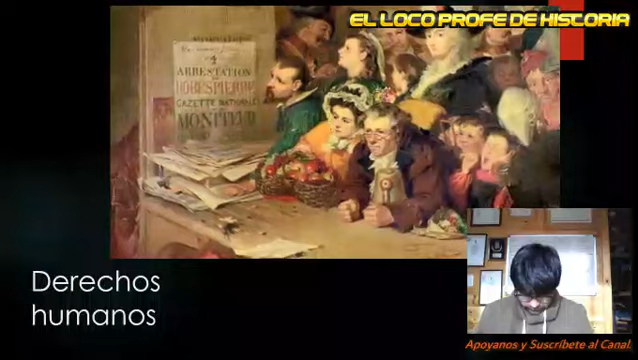 EL LOCO PROFE DE HISTORIA
ARRESTATION
ROBESPIERRE
GAZETTE NATIONALE
MONITEUR
Derechos
humanos
Apoyanos y Suscríbete al Canal.